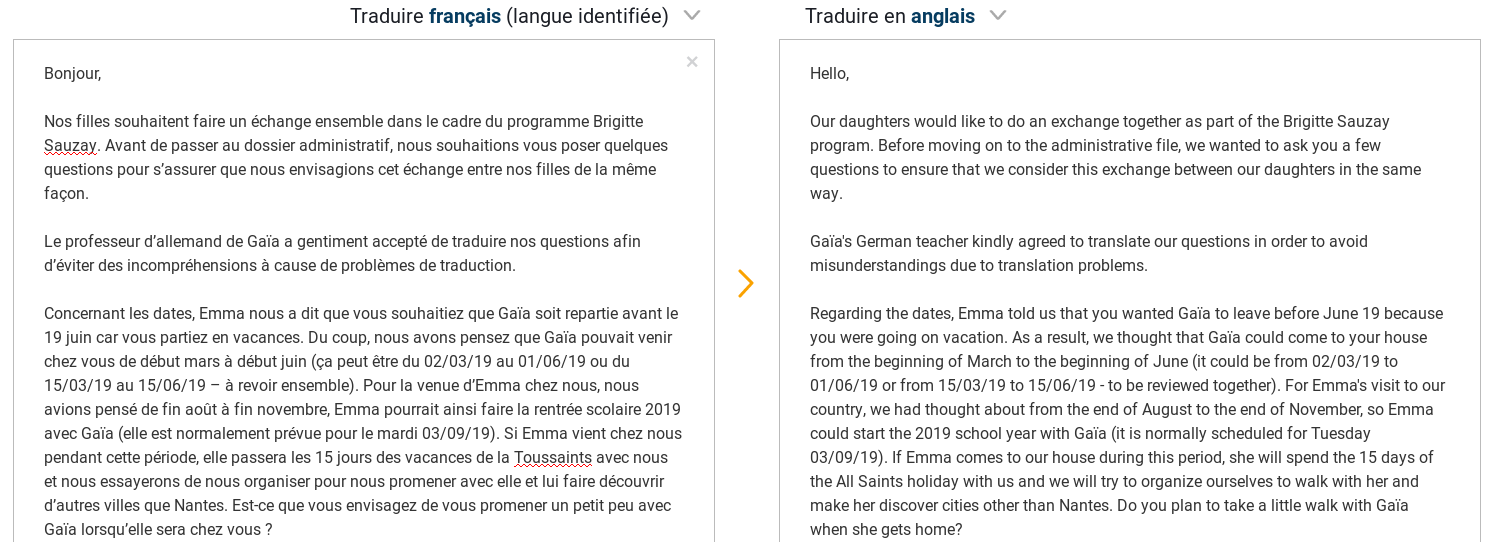 Traduire français (langue identifiée)
Bonjour,
Nos filles souhaitent faire un échange ensemble dans le cadre du programme Brigitte
Sauzay. Avant de passer au dossier administratif, nous souhaitions vous poser quelques
questions pour s’assurer que nous envisagions cet échange entre nos filles de la même
façon.
Le professeur d’allemand de Gaïa a gentiment accepté de traduire nos questions afin
d’éviter des incompréhensions à cause de problèmes de traduction.
Concernant les dates, Emma nous a dit que vous souhaitiez que Gaïa soit repartie avant le
19 juin car vous partiez en vacances. Du coup, nous avons pensez que Gaïa pouvait venir
chez vous de début mars à début juin (ça peut être du 02/03/19 au 01/06/19 ou du
15/03/19 au 15/06/19 – à revoir ensemble). Pour la venue d’Emma chez nous, nous
avions pensé de fin août à fin novembre, Emma pourrait ainsi faire la rentrée scolaire 2019
avec Gaïa (elle est normalement prévue pour le mardi 03/09/19). Si Emma vient chez nous
pendant cette période, elle passera les 15 jours des vacances de la Toussaints avec nous
et nous essayerons de nous organiser pour nous promener avec elle et lui faire découvrir
d’autres villes que Nantes. Est-ce que vous envisagez de vous promener un petit peu avec
Gaïa lorsqu’elle sera chez vous ?
Traduire en anglais
Hello,
Our daughters would like to do an exchange together as part of the Brigitte Sauzay
program. Before moving on to the administrative file, we wanted to ask you a few
questions to ensure that we consider this exchange between our daughters in the same
way.
Gaïa's German teacher kindly agreed to translate our questions in order to avoid
misunderstandings due to translation problems.
Regarding the dates, Emma told us that you wanted Gaïa to leave before June 19 because
you were going on vacation. As a result, we thought that Gaïa could come to your house
from the beginning of March to the beginning of June (it could be from 02/03/19 to
01/06/19 or from 15/03/19 to 15/06/19 - to be reviewed together). For Emma's visit to our
country, we had thought about from the end of August to the end of November, so Emma
could start the 2019 school year with Gaïa (it is normally scheduled for Tuesday
03/09/19). If Emma comes to our house during this period, she will spend the 15 days of
the All Saints holiday with us and we will try to organize ourselves to walk with her and
make her discover cities other than Nantes. Do you plan to take a little walk with Gaïa
when she gets home?